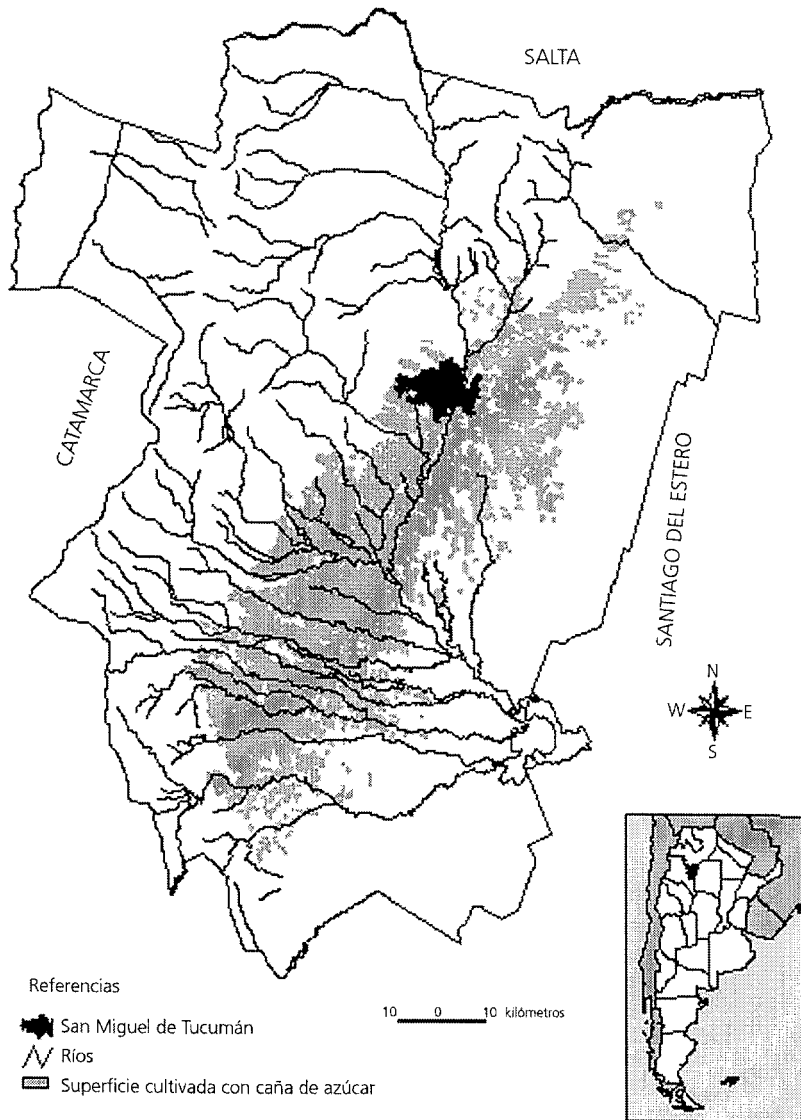 SALTA
CATAMARCA
SANTIAGO DEL ESTERO
N
W E
S
Referencias
10 0 10 kilómetros
San Miguel de Tucumán
Ríos
Superficie cultivada con caña de azúcar